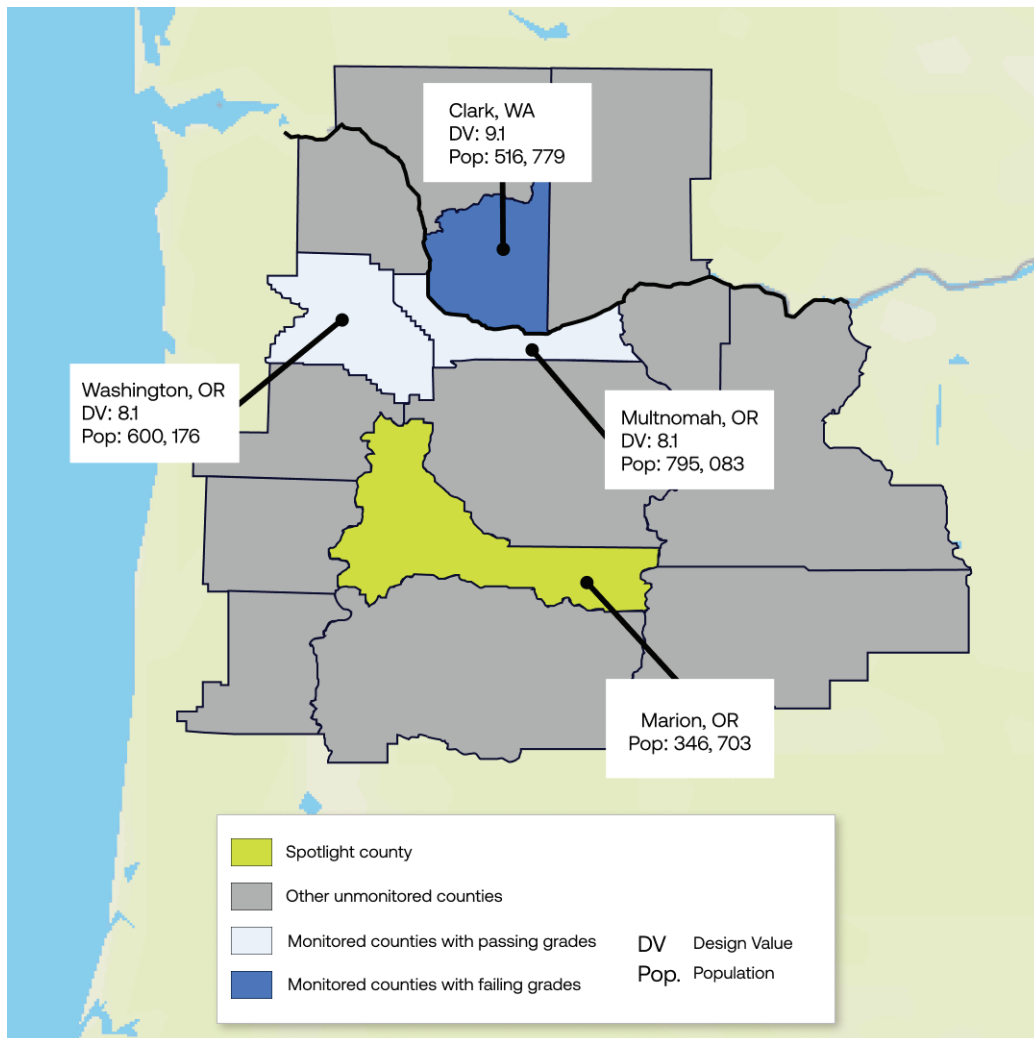 Clark, WA
DV: 9.1
Pop: 516, 779
Washington, OR
DV: 8.1
Pop: 600, 176
Multnomah, OR
DV: 8.1
Pop: 795, 083
Marion, OR
Pop: 346, 703
Spotlight county
Other unmonitored counties
Monitored counties with passing grades
Monitored counties with failing grades
DV Design Value
Pop. Population